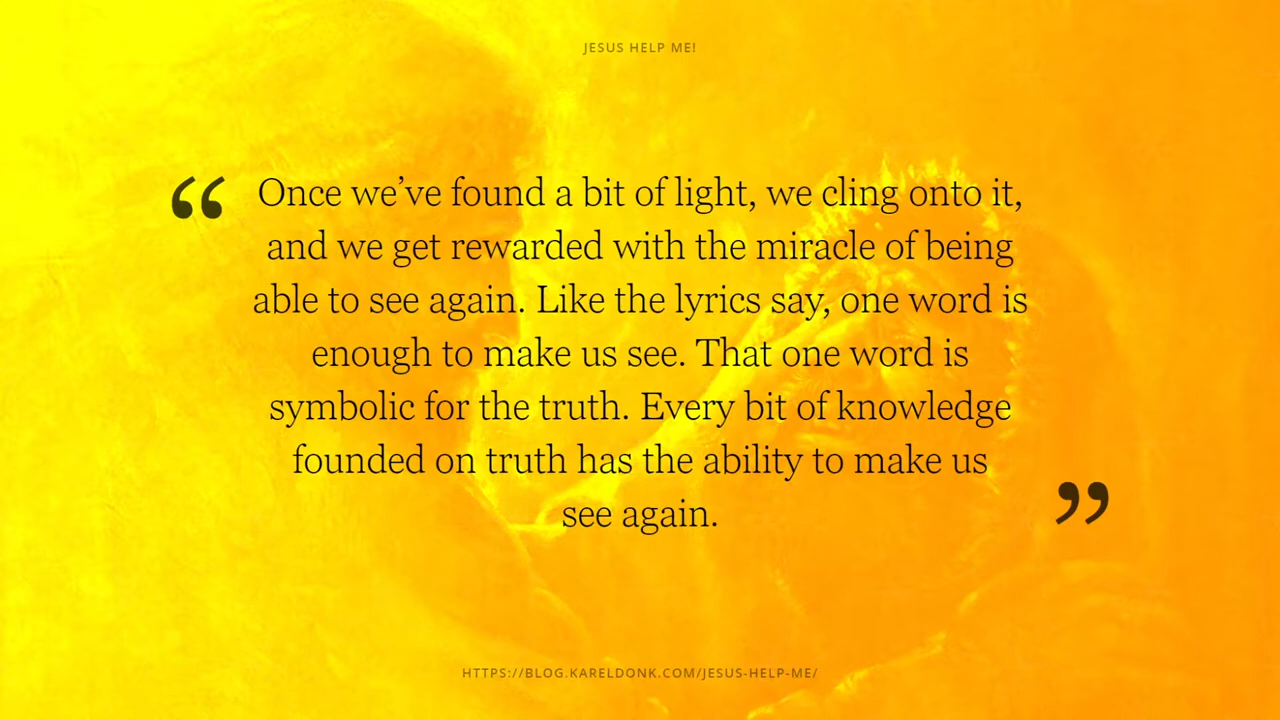 JESUS HELP ME!
“ Once we’ve found a bit of light, we cling onto it,
and we get rewarded with the miracle of being
able to see again. Like the lyrics say, one word is
enough to make us see. That one word is
symbolic for the truth. Every bit of knowledge
founded on truth has the ability to make us
see again. ”
HTTPS://BLOG.KARELDONK.COM/JESUS-HELP-ME/